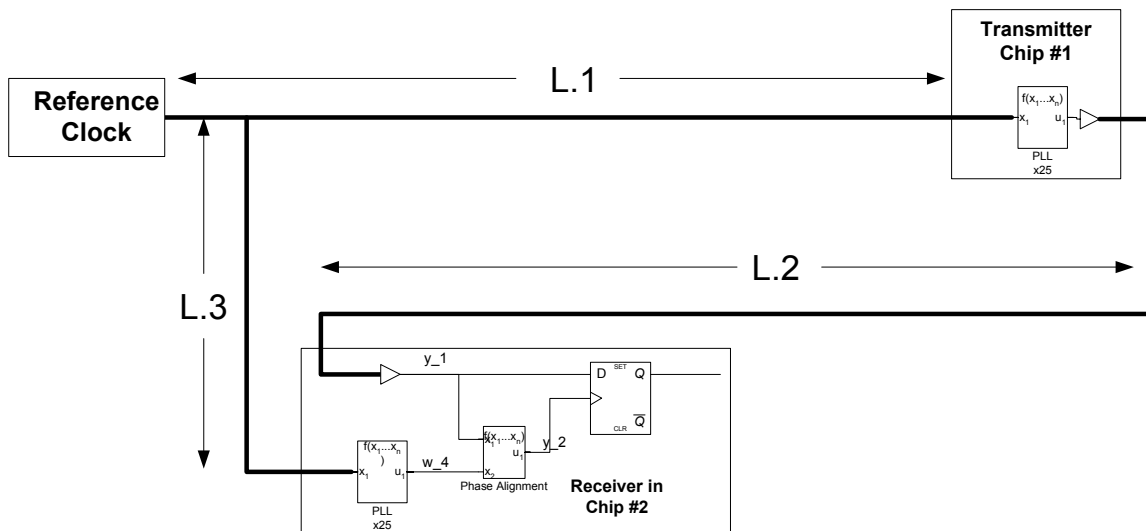 Reference
Clock
L.1
Transmitter
Chip #1
f(x1...xn)
x1
u1
PLL
x25
L.2
L.3
y_1
D
SET
Q
Q
CLR
f(x1...xn)
x1
u1
x2
y_2
Phase Alignment
f(x1...xn
)
x1
u1
w_4
PLL
x25
Receiver in
Chip #2